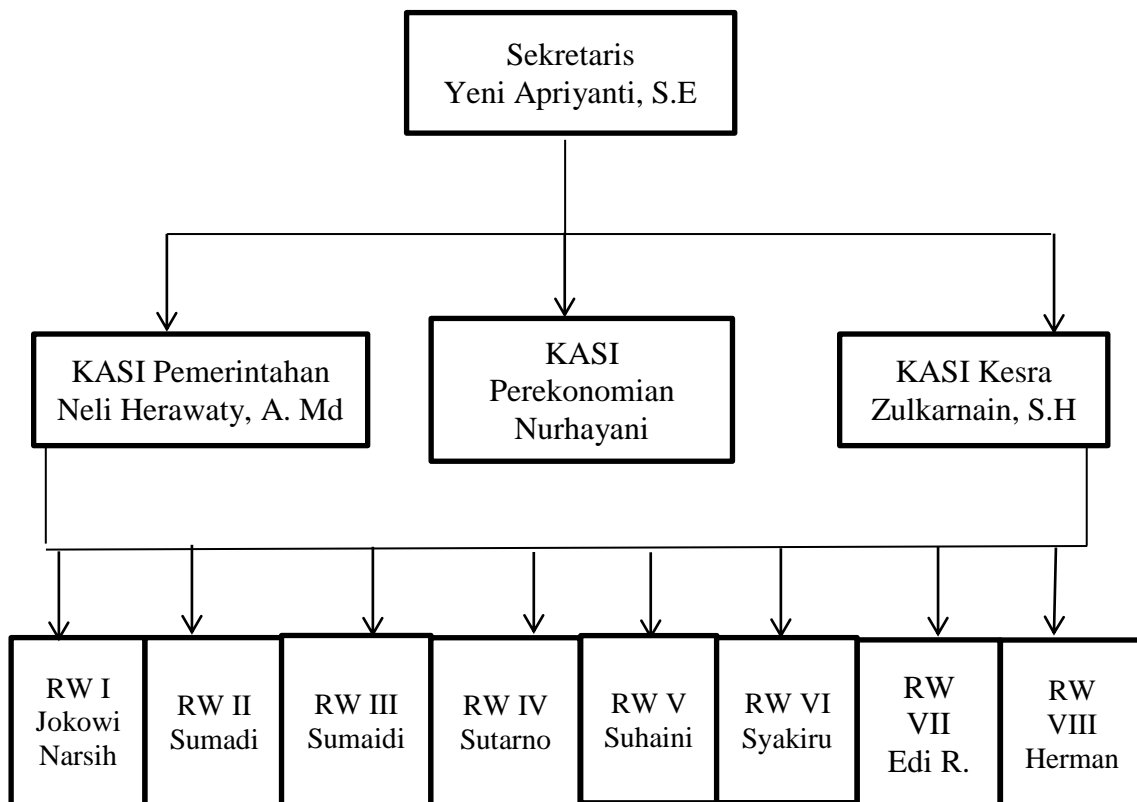 Sekretaris
Yeni Apriyanti, S.E
KASI Pemerintahan
Neli Herawaty, A. Md
KASI
Perekonomian
Nurhayani
KASI Kesra
Zulkarnain, S.H
RW I
Jokowi
Narsih
RW II
Sumadi
RW III
Sumaidi
RW IV
Sutarno
RW V
Suhaini
RW VI
Syakiru
RW
VII
Edi R.
RW
VIII
Herman